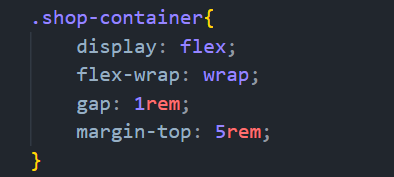 .shop-container{
    display: flex;
    flex-wrap: wrap;
    gap: 1rem;
    margin-top: 5rem;
}